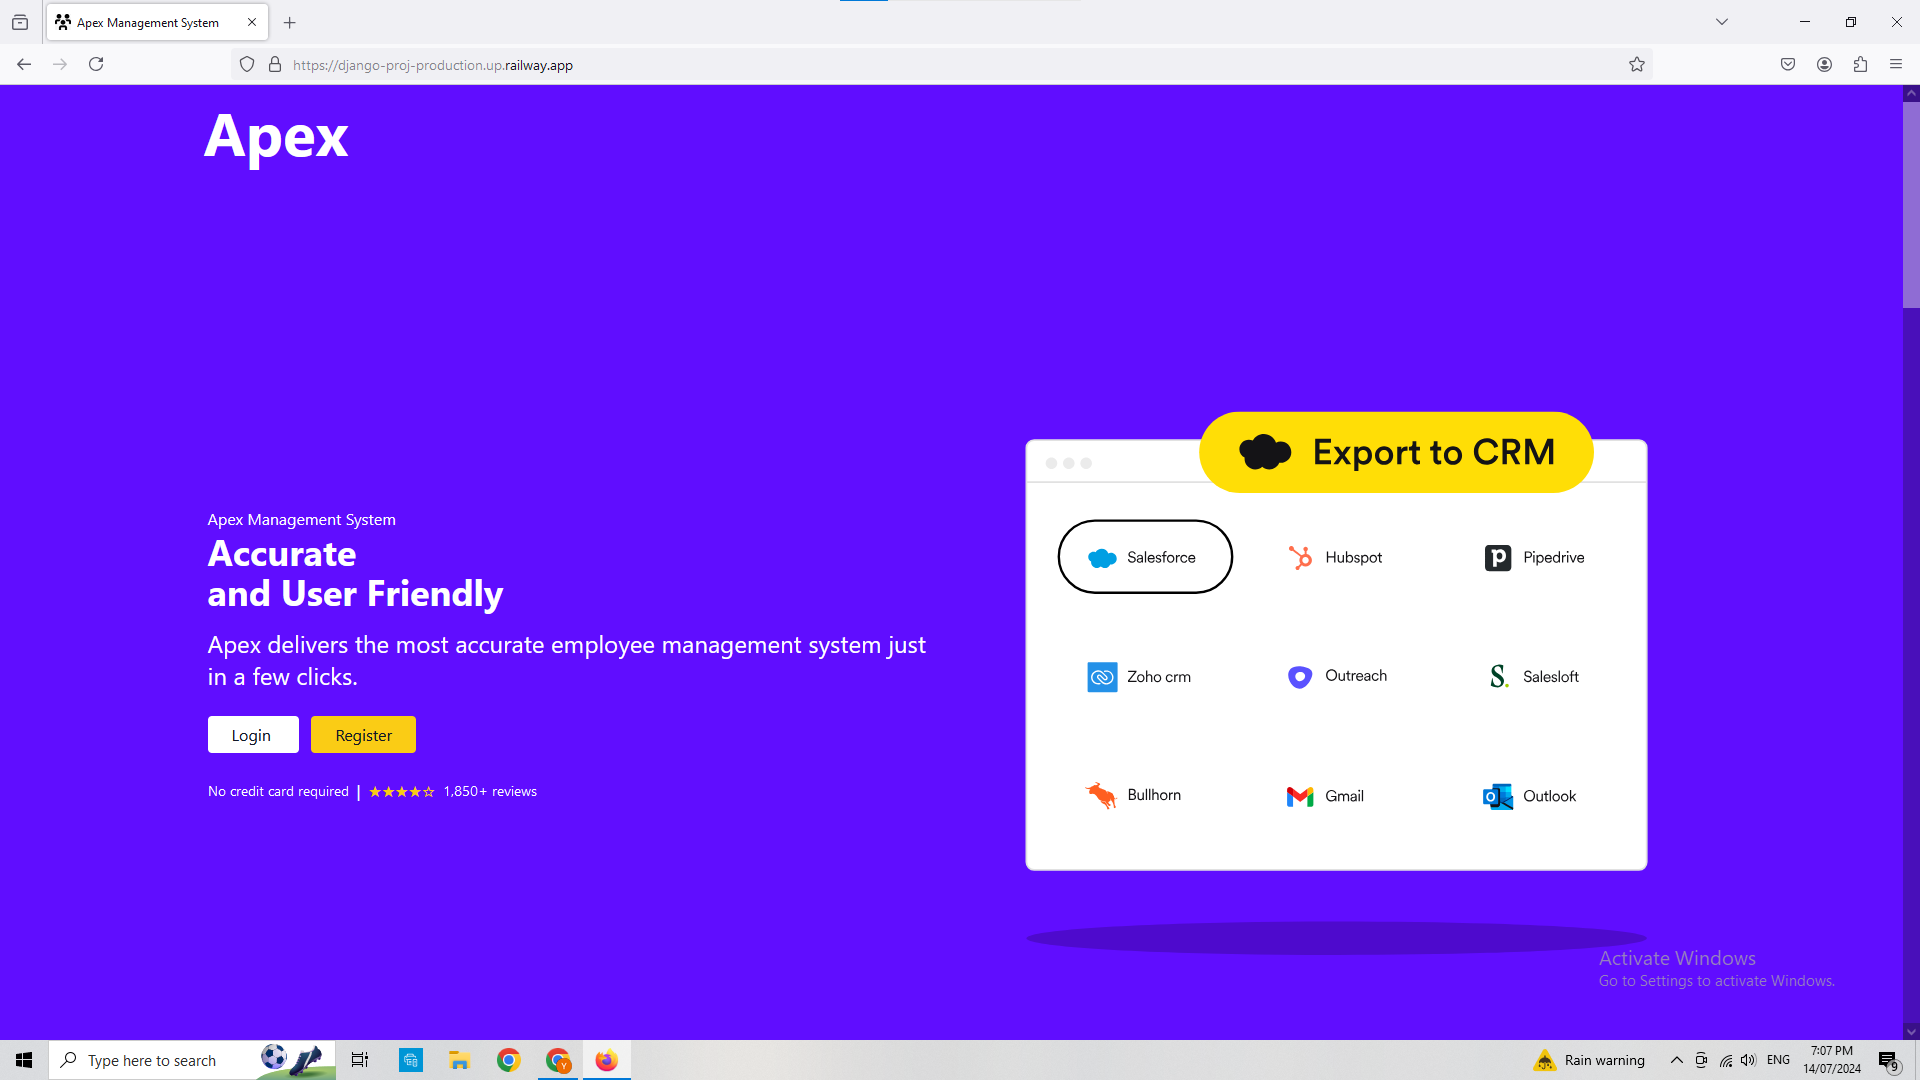 Apex Management System
https://django-proj-production.up.railway.app
Apex
Export to CRM
Salesforce
Hubspot
Pipedrive
Apex Management System
Accurate
and User Friendly
Apex delivers the most accurate employee management system just
in a few clicks.
Zoho crm
Outreach
Salesloft
Login
Register
No credit card required | ★★★★☆ 1,850+ reviews
Bullhorn
Gmail
Outlook
Activate Windows
Go to Settings to activate Windows.
Type here to search
Rain warning
ENG
7:07 PM
14/07/2024
9